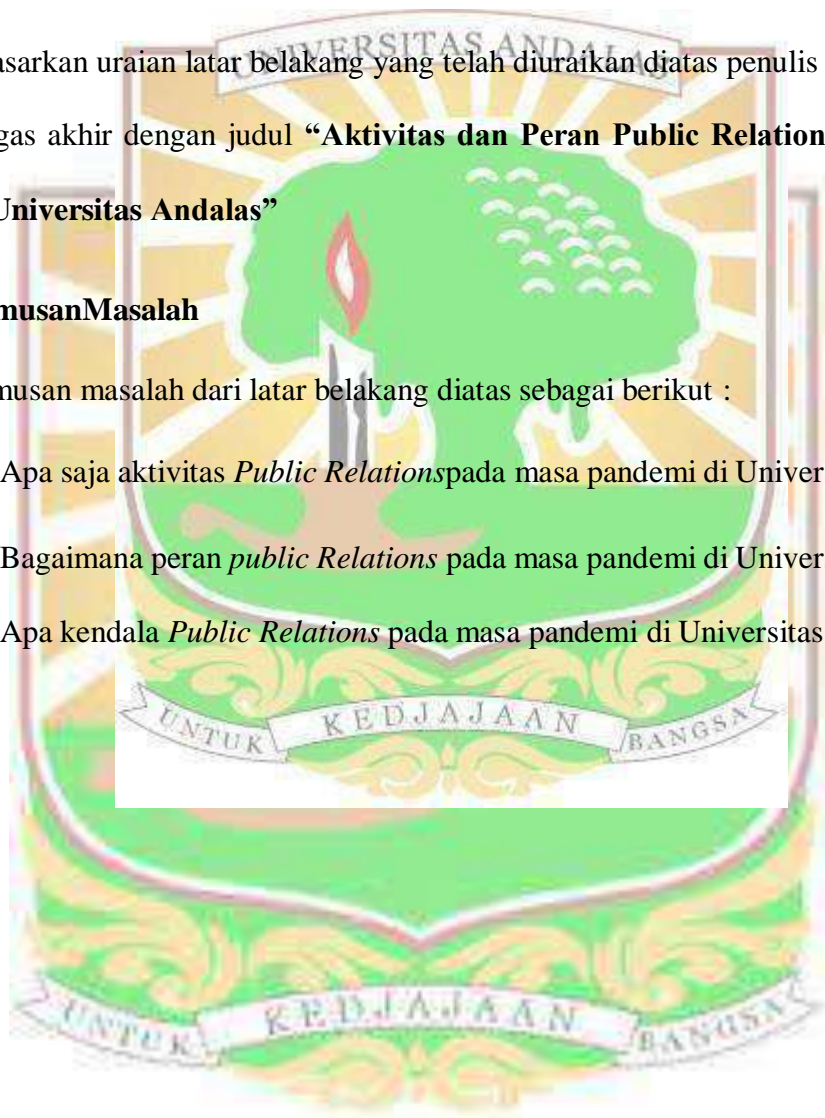 UNIVERSITAS ANDALAS
asarkan uraian latar belakang yang telah diuraikan diatas penulis
gas akhir dengan judul “Aktivitas dan Peran Public Relation
Universitas Andalas”
musanMasalah
musan masalah dari latar belakang diatas sebagai berikut :
Apa saja aktivitas Public Relationspada masa pandemi di Univer
Bagaimana peran public Relations pada masa pandemi di Univer
Apa kendala Public Relations pada masa pandemi di Universitas
UNTUK KEDJAJAAN BANGSA
UNTUK KEDJAJAAN BANGSA